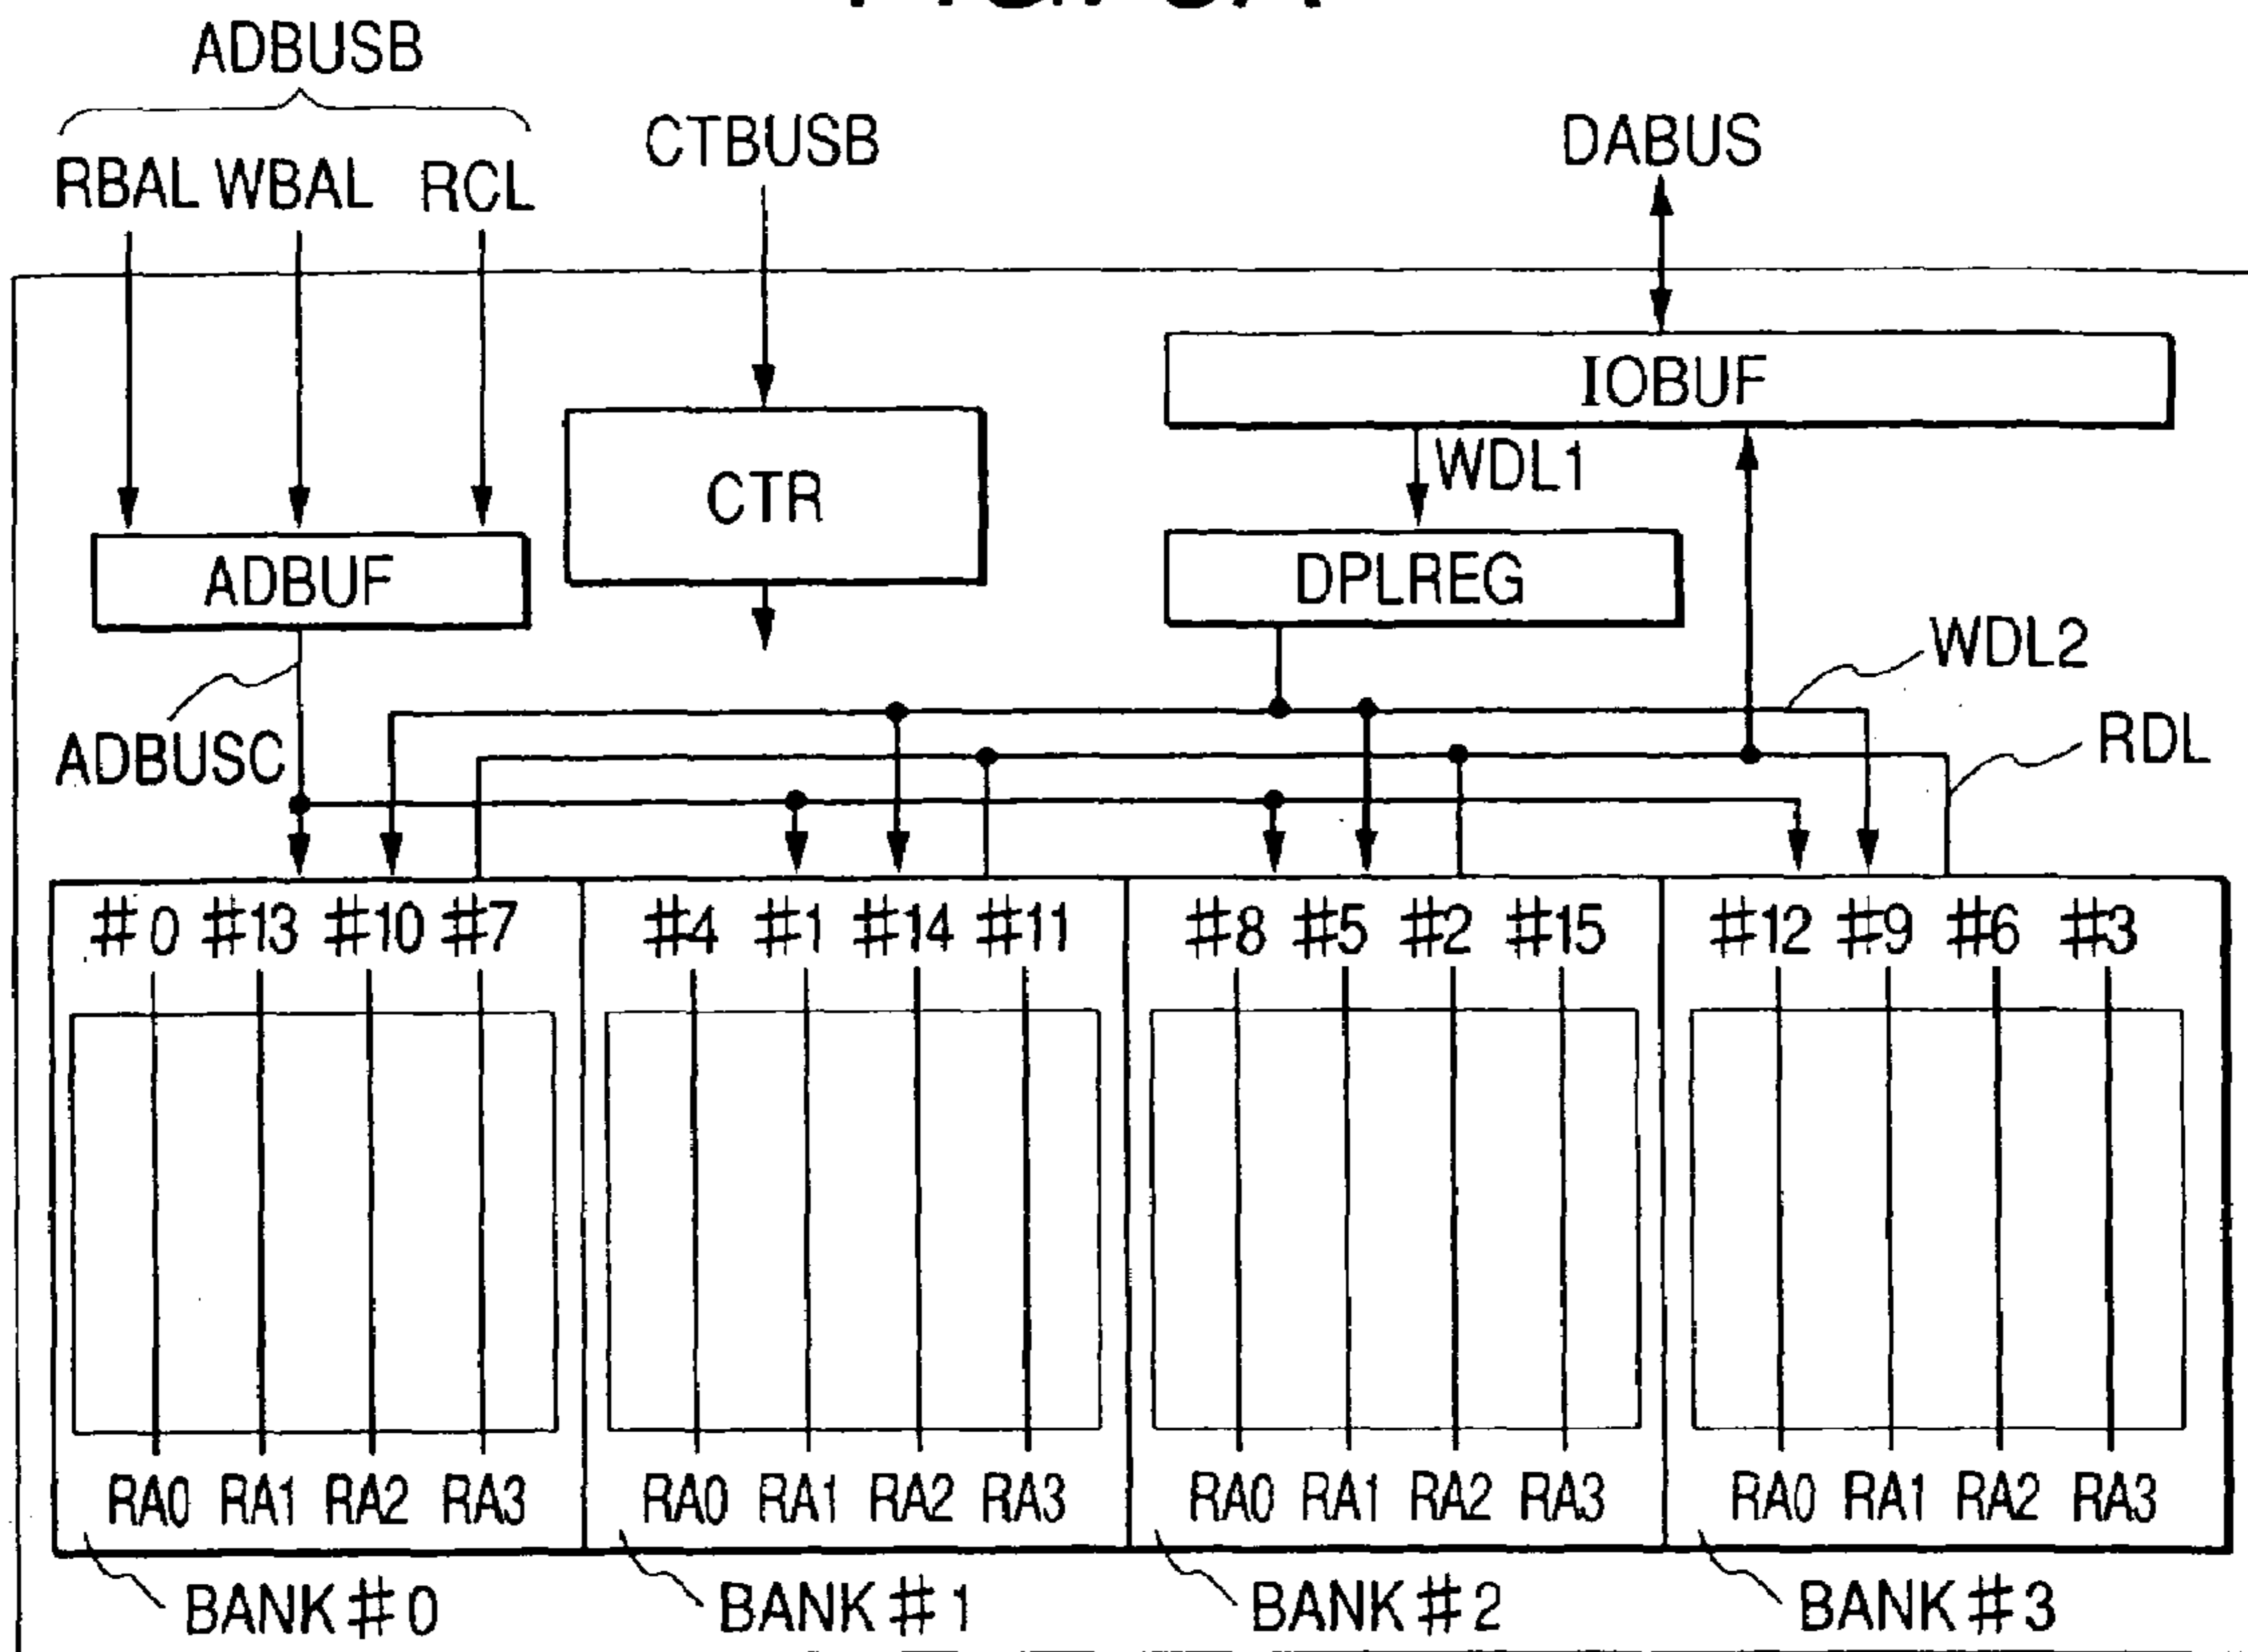 ADBUSB
RBAL WBAL RCL
CTBUSB
DABUS
IOBUF
WDL1
CTR
DPLREG
ADBUF
WDL2
ADBUSC
RDL
#0 #13 #10 #7 #4 #1 #14 #11 #8 #5 #2 #15 #12 #9 #6 #3
RA0 RA1 RA2 RA3 RA0 RA1 RA2 RA3 RA0 RA1 RA2 RA3 RA0 RA1 RA2 RA3
BANK #0 BANK #1 BANK #2 BANK #3